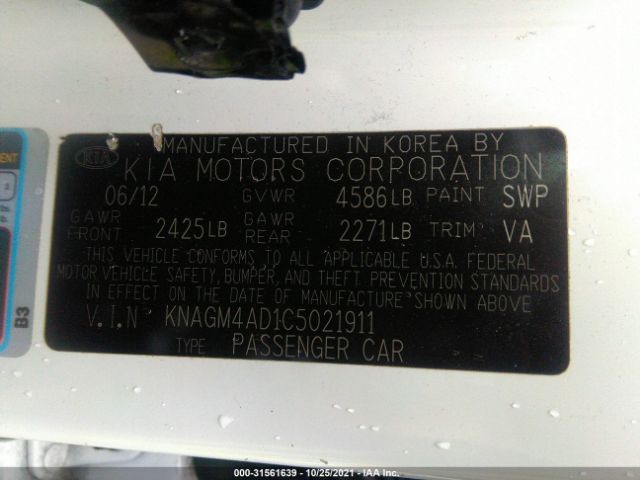 MANUFACTURED IN KOREA BY
KIA KIA MOTORS CORPORATION
06/12 GVWR 4586LB PAINT SWP
GAWR FRONT 2425LB GAWR REAR 2271LB TRIM VA
THIS VEHICLE CONFORMS TO ALL APPLICABLE U.S.A. FEDERAL
MOTOR VEHICLE SAFETY, BUMPER, AND THEFT PREVENTION STANDARDS
IN EFFECT ON THE DATE OF MANUFACTURE SHOWN ABOVE
V.I.N KNAGM4AD1C5021911
TYPE PASSENGER CAR
B3
000-31561639 - 10/25/2021 - IAA Inc.